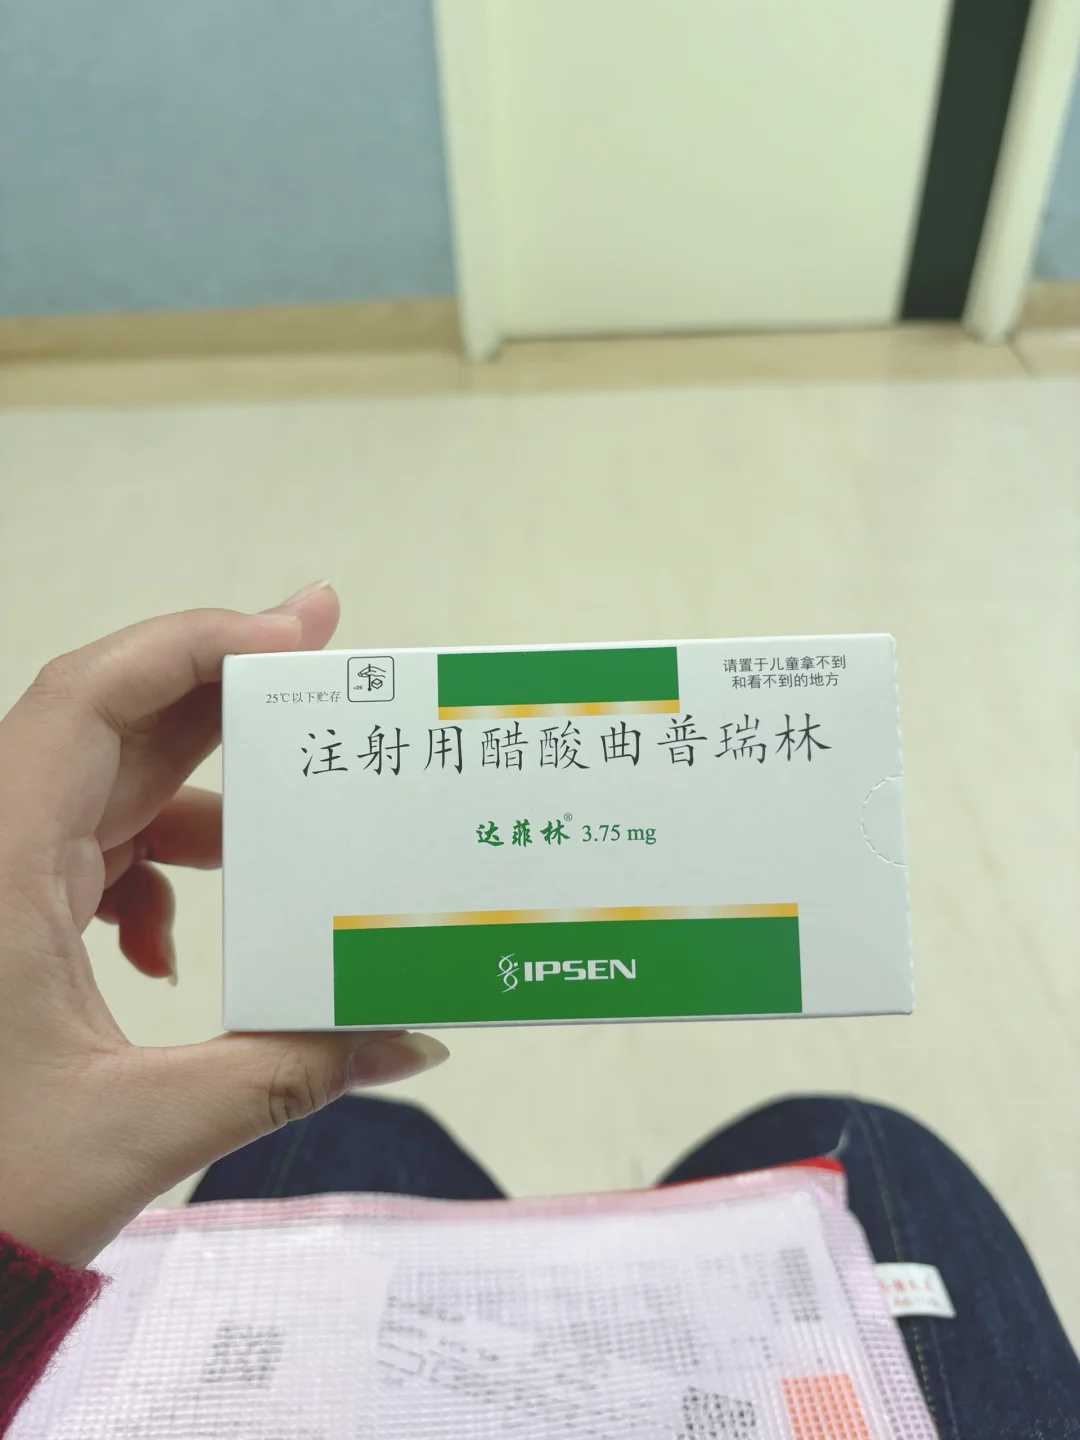 25℃以下贮存
请置于儿童拿不到
和看不到的地方
注射用醋酸曲普瑞林
达菲林® 3.75 mg
IPSEN